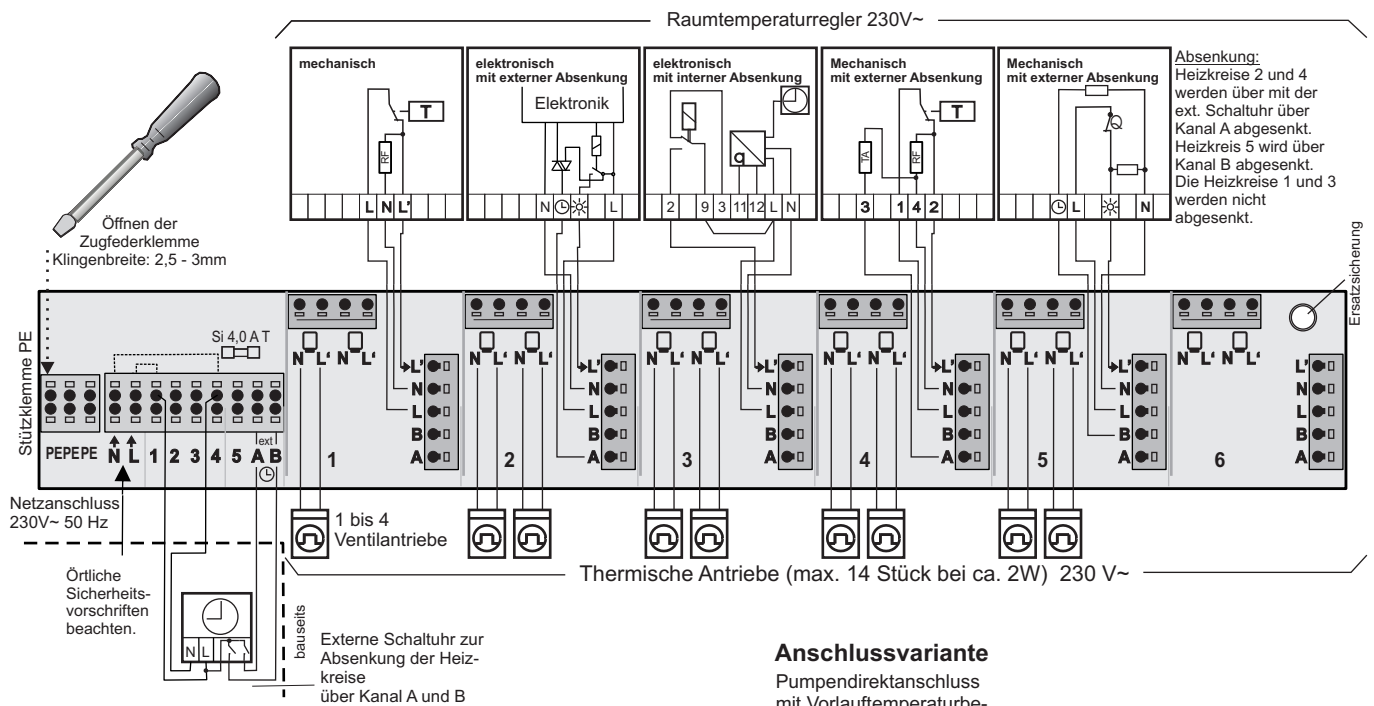 Raumtemperaturregler 230V~
mechanisch
T
RF
L N L'
elektronisch
mit externer Absenkung
Elektronik
N L
elektronisch
mit interner Absenkung
q
2 9 3 11 12 L N
Mechanisch
mit externer Absenkung
T
TA
RF
3 1 4 2
Mechanisch
mit externer Absenkung
L N
Absenkung:
Heizkreise 2 und 4
werden über mit der
ext. Schaltuhr über
Kanal A abgesenkt.
Heizkreis 5 wird über
Kanal B abgesenkt.
Die Heizkreise 1 und 3
werden nicht
abgesenkt.
Öffnen der
Zugfederklemme
Klingenbreite: 2,5 - 3mm
Ersatzsicherung
Stützklemme PE
Si 4,0 A T
PE PE PE N L 1 2 3 4 5 A B
ext
N L' N L'
L'
N
L
B
A
1
N L' N L'
L'
N
L
B
A
2
N L' N L'
L'
N
L
B
A
3
N L' N L'
L'
N
L
B
A
4
N L' N L'
L'
N
L
B
A
5
N L' N L'
L'
N
L
B
A
6
Netzanschluss
230V~ 50 Hz
1 bis 4
Ventilantriebe
Thermische Antriebe (max. 14 Stück bei ca. 2W) 230 V~
Örtliche
Sicherheits-
vorschriften
beachten.
N L
bauseits
Externe Schaltuhr zur
Absenkung der Heiz-
kreise
über Kanal A und B
Anschlussvariante
Pumpendirektanschluss
mit Vorlauftemperaturbe-